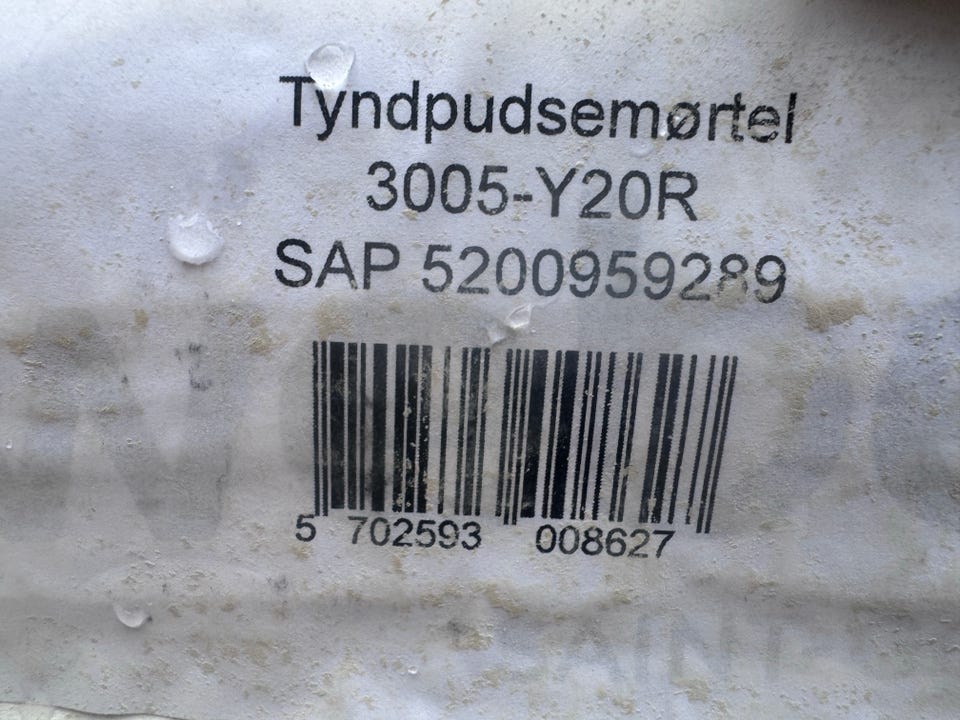 Tyndpudsemørtel
3005-Y20R
SAP 5200959289
5 702593 008627